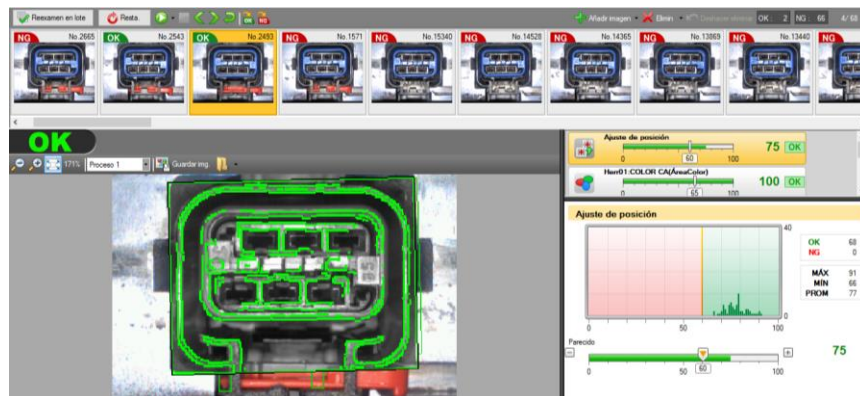 Reexamen en lote
Resta.
Añadir imagen
Elimin
Deshacer eliminar
OK : 2
NG : 66
4/ 68
NG No.2665
OK No.2543
OK No.2493
NG No.1571
NG No.15340
NG No.14528
NG No.14365
NG No.13869
NG No.13440
NG
OK
171%
Proceso 1
Guardar img.
Ajuste de posición
75 OK
0 60 100
Herr01:COLOR CA(ÁreaColor)
100 OK
0 65 100
Ajuste de posición
40
OK 68
NG 0
MÁX 91
MÍN 66
PROM 77
0
0 50 100
Parecido
75
0 50 60 100